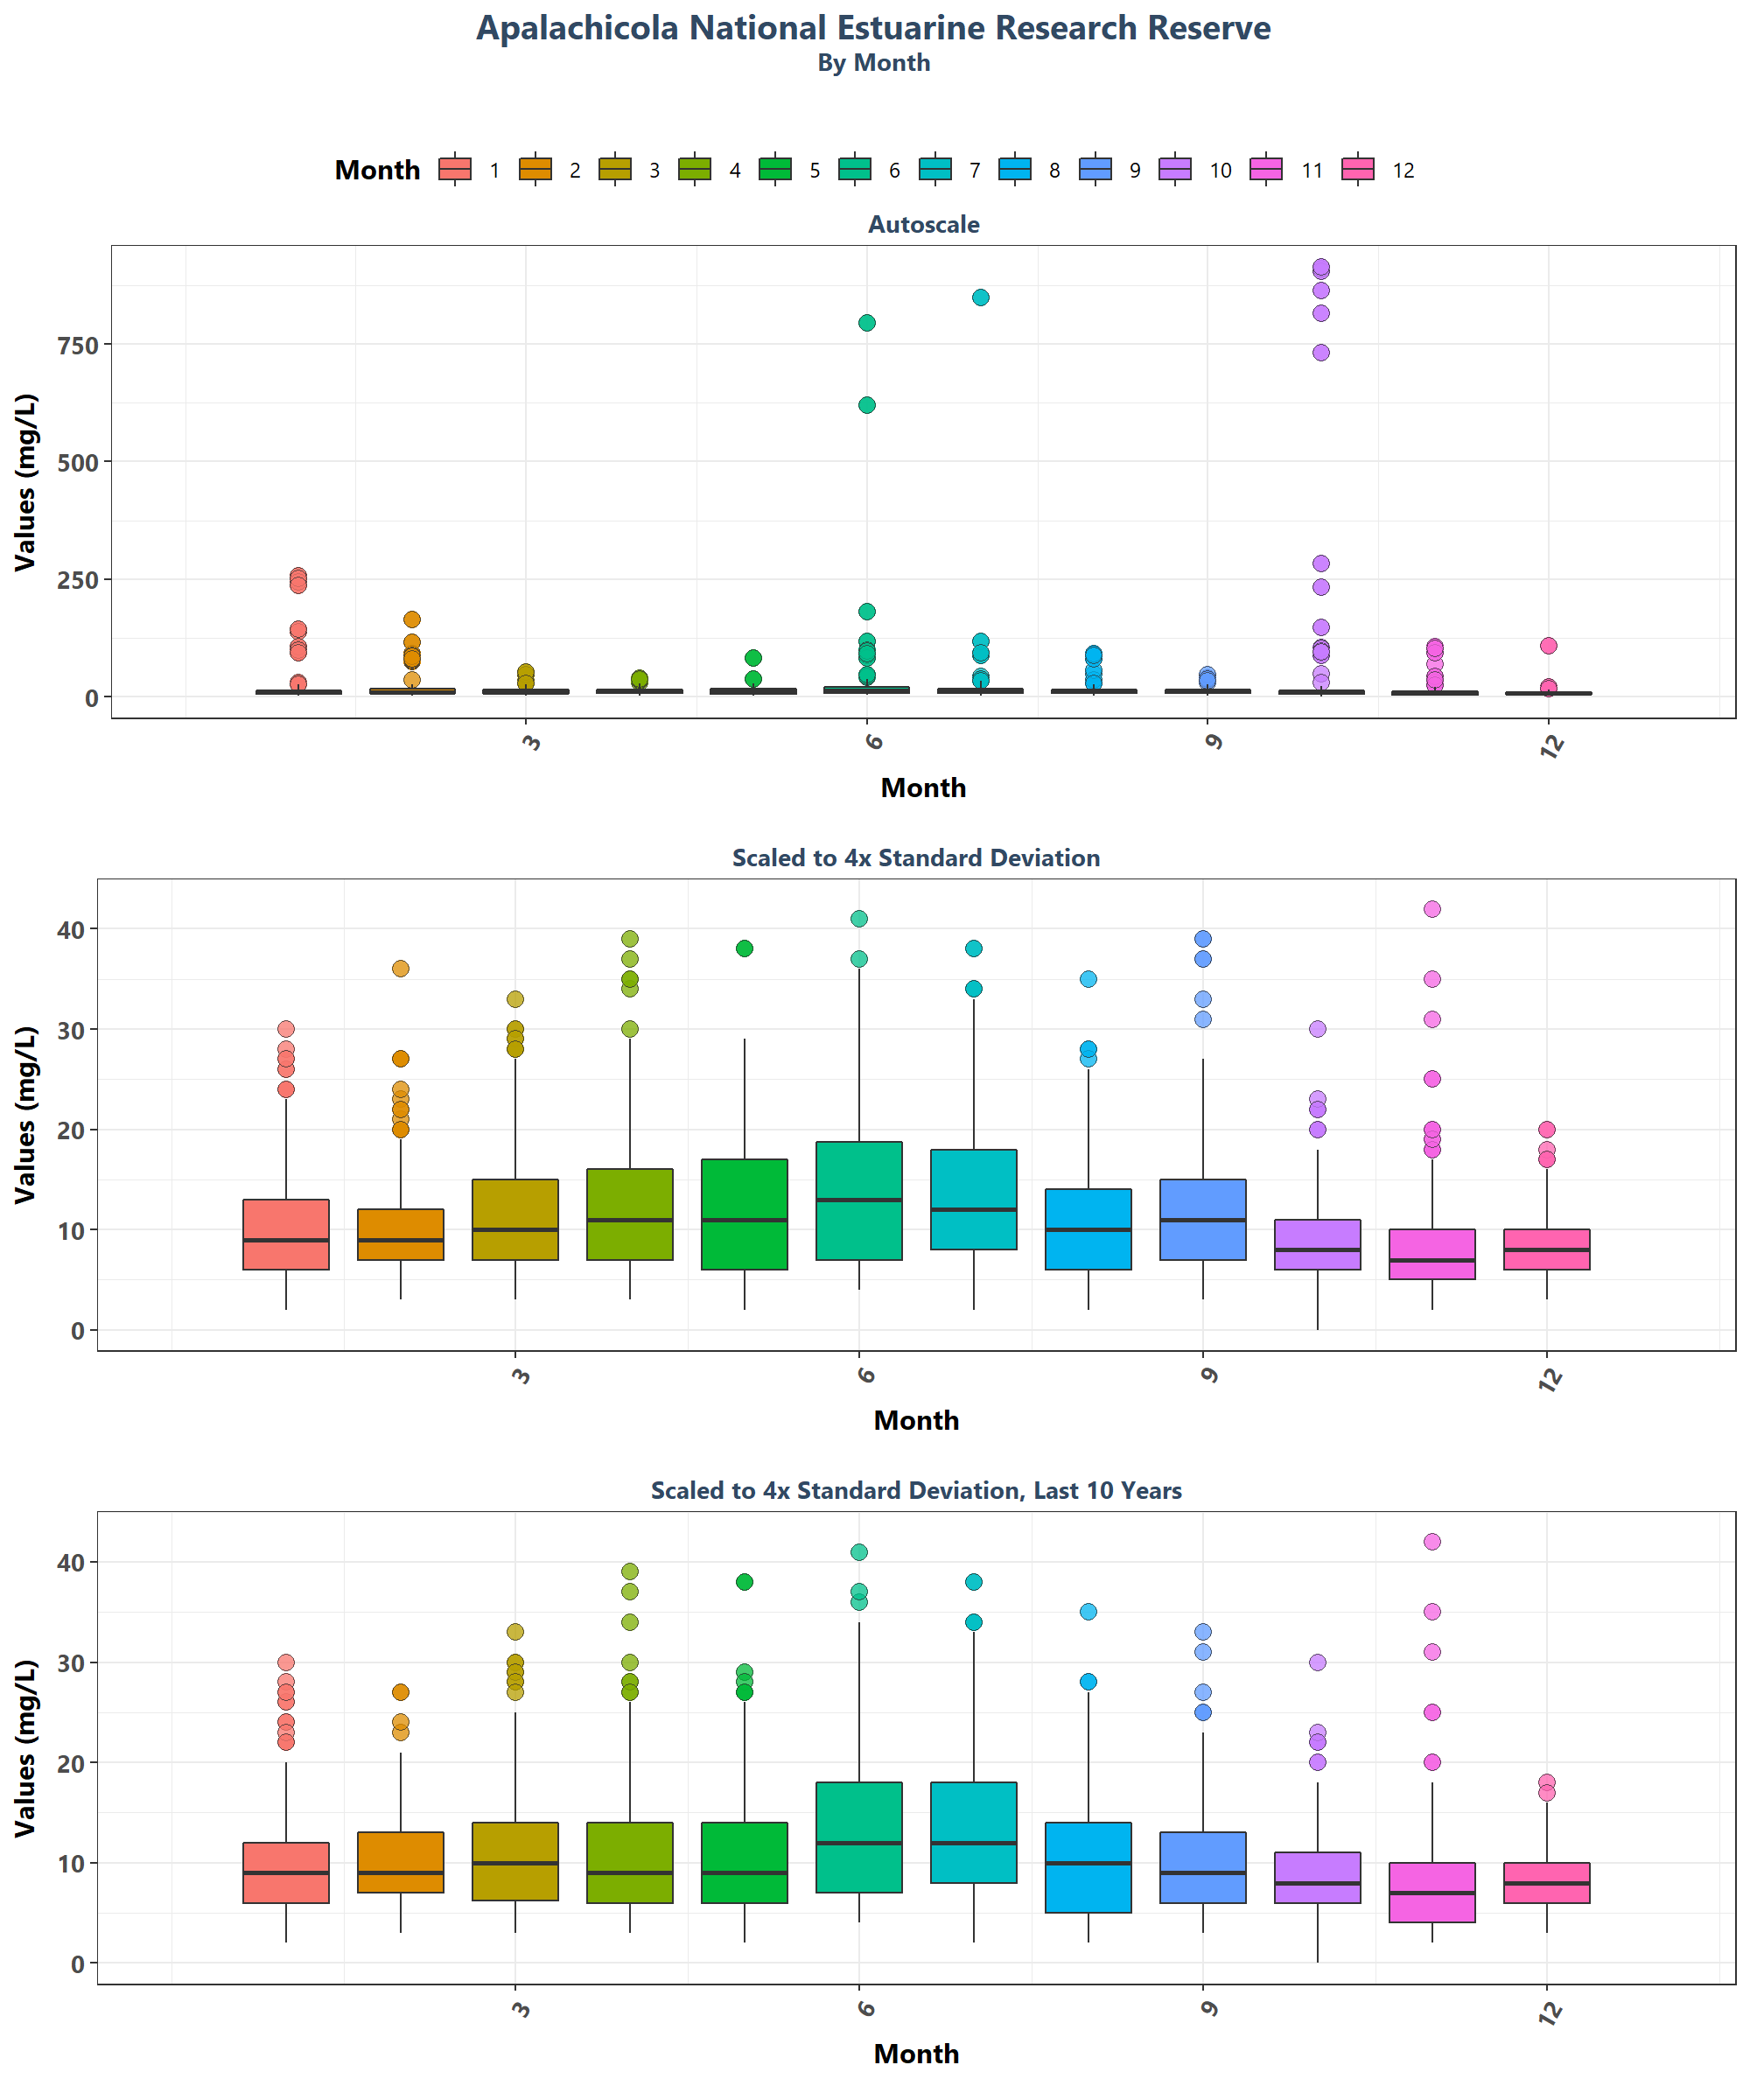 Apalachicola National Estuarine Research Reserve
By Month
Month 1 2 3 4 5 6 7 8 9 10 11 12
Autoscale
Values (mg/L)
750
500
250
0
3 6 9 12
Month
Scaled to 4x Standard Deviation
Values (mg/L)
40
30
20
10
0
3 6 9 12
Month
Scaled to 4x Standard Deviation, Last 10 Years
Values (mg/L)
40
30
20
10
0
3 6 9 12
Month